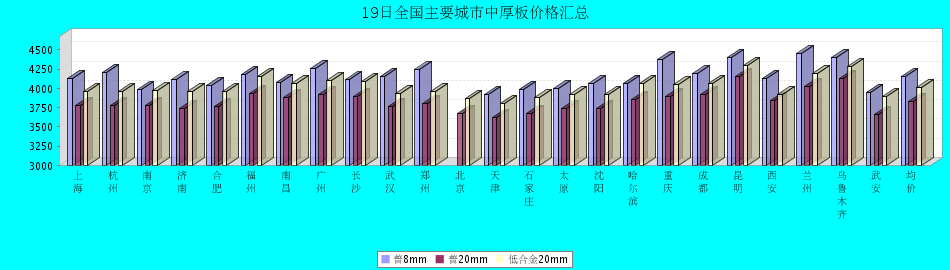 19日全国主要城市中厚板价格汇总
4500
4250
4000
3750
3500
3250
3000
上海
杭州
南京
济南
合肥
福州
南昌
广州
长沙
武汉
郑州
北京
天津
石家庄
太原
沈阳
哈尔滨
重庆
成都
昆明
西安
兰州
乌鲁木齐
武安
均价
普8mm 普20mm 低合金20mm